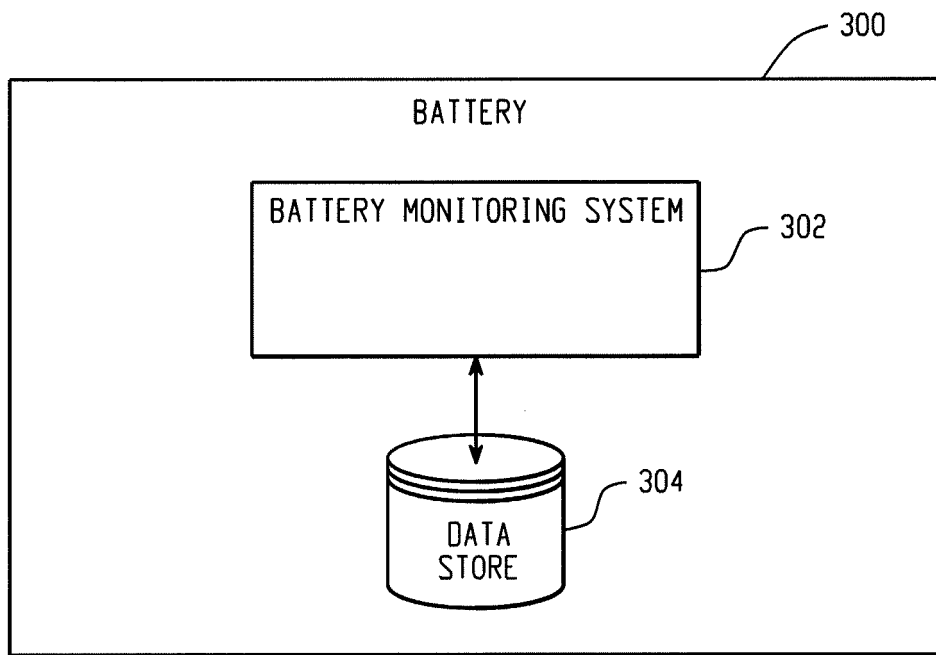 300
BATTERY
BATTERY MONITORING SYSTEM
302
304
DATA
STORE